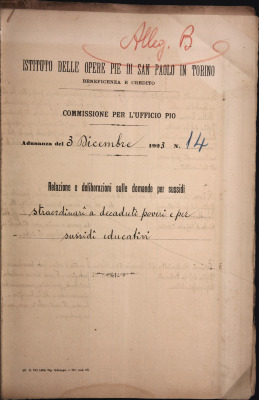 Alleg. B
ISTITUTO DELLE OPERE PIE DI SAN PAOLO IN TORINO
BENEFICENZA E CREDITO
COMMISSIONE PER L'UFFICIO PIO
Adunanza del 3 Dicembre 1923 N. 14
Relazione e deliberazioni sulle domande per sussidi
straordinari a decaduti poveri e per
sussidi educativi